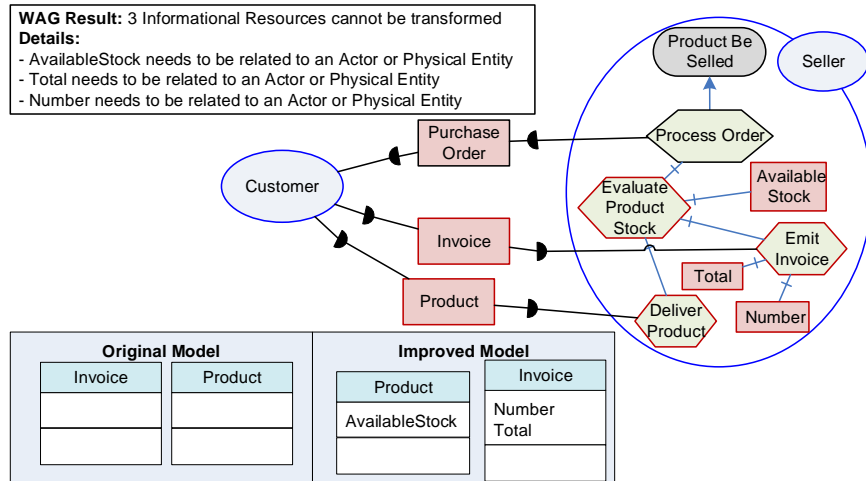 WAG Result: 3 Informational Resources cannot be transformed
Details:
- AvailableStock needs to be related to an Actor or Physical Entity
- Total needs to be related to an Actor or Physical Entity
- Number needs to be related to an Actor or Physical Entity
Product Be
Selled
Seller
Purchase
Order
Process Order
Customer
Evaluate
Product
Stock
Available
Stock
Invoice
Emit
Invoice
Total
Product
Deliver
Product
Number
Original Model
Invoice
Product
Improved Model
Product
AvailableStock
Invoice
Number
Total